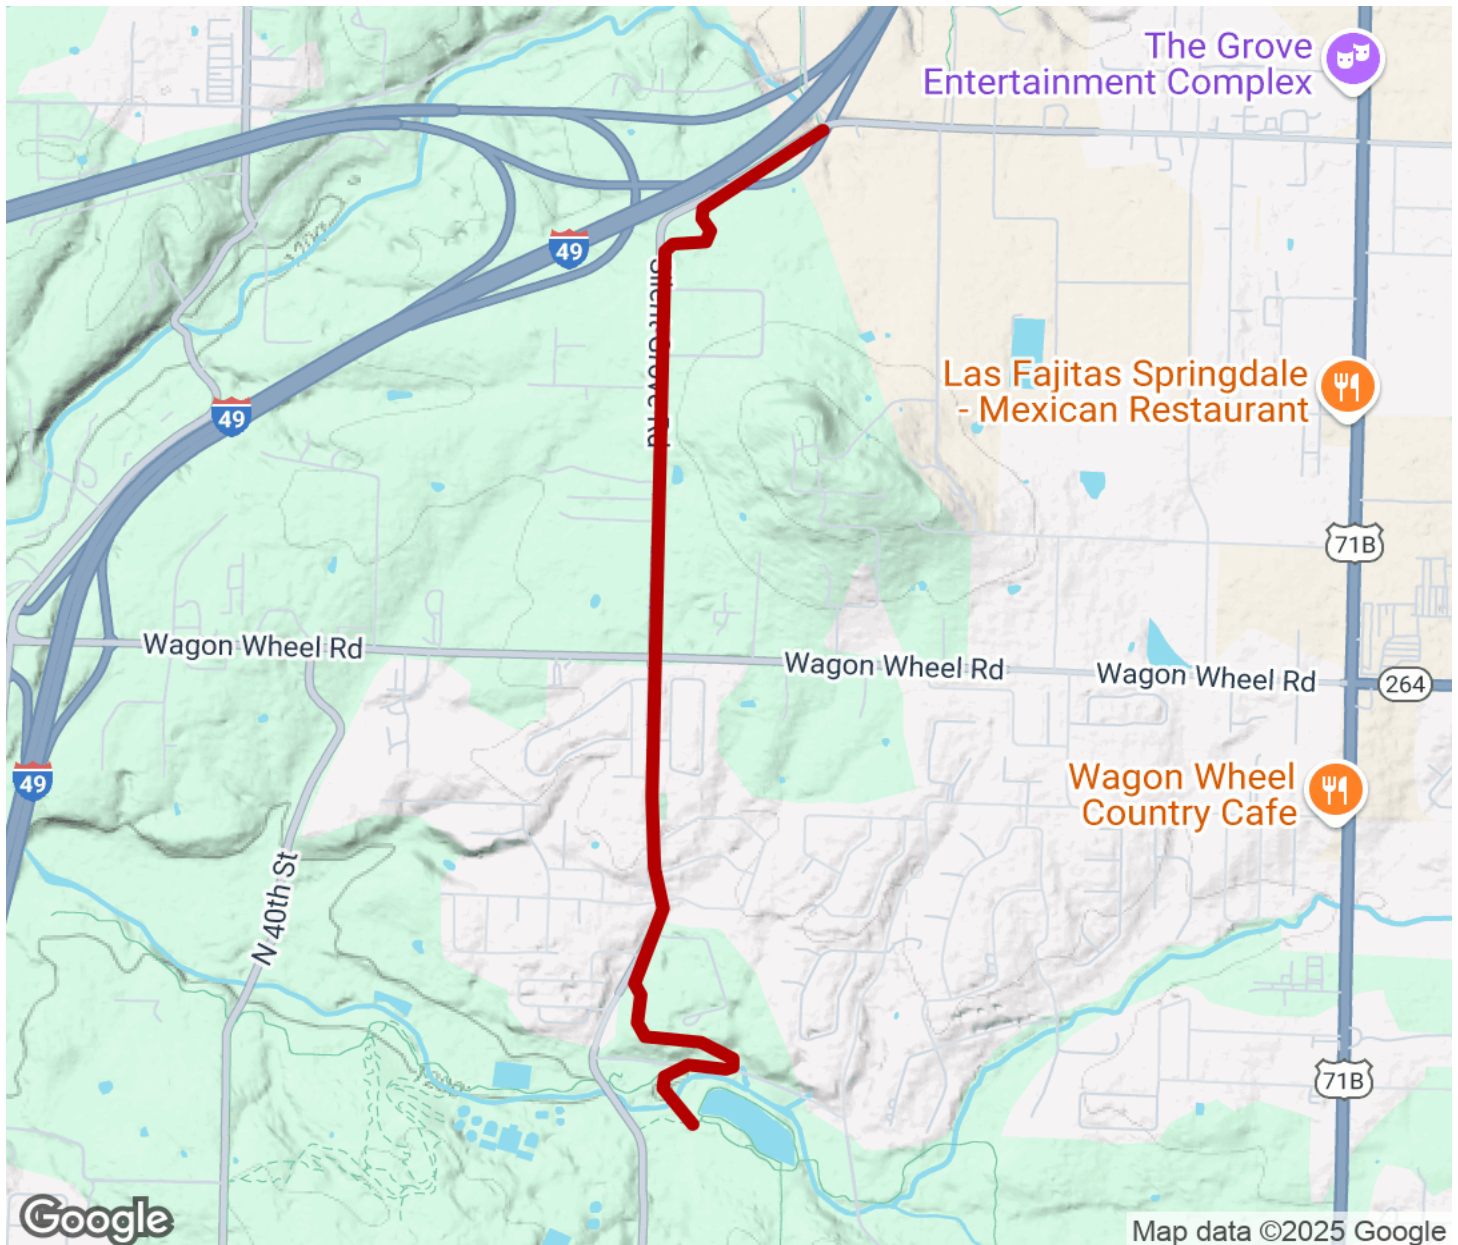 The Grove
Entertainment Complex
49
Las Fajitas Springdale
- Mexican Restaurant
49
71B
Wagon Wheel Rd
Wagon Wheel Rd
Wagon Wheel Rd
264
49
Wagon Wheel
Country Cafe
N 40th St
71B
Google
Map data ©2025 Google